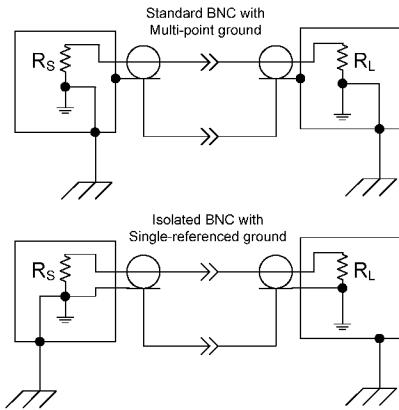 Standard BNC with
Multi-point ground
RS
RL
Isolated BNC with
Single-referenced ground
RS
RL